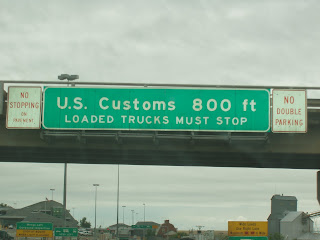 NO
STOPPING
ON
PAVEMENT
U.S. Customs 800 ft
LOADED TRUCKS MUST STOP
NO
DOUBLE
PARKING